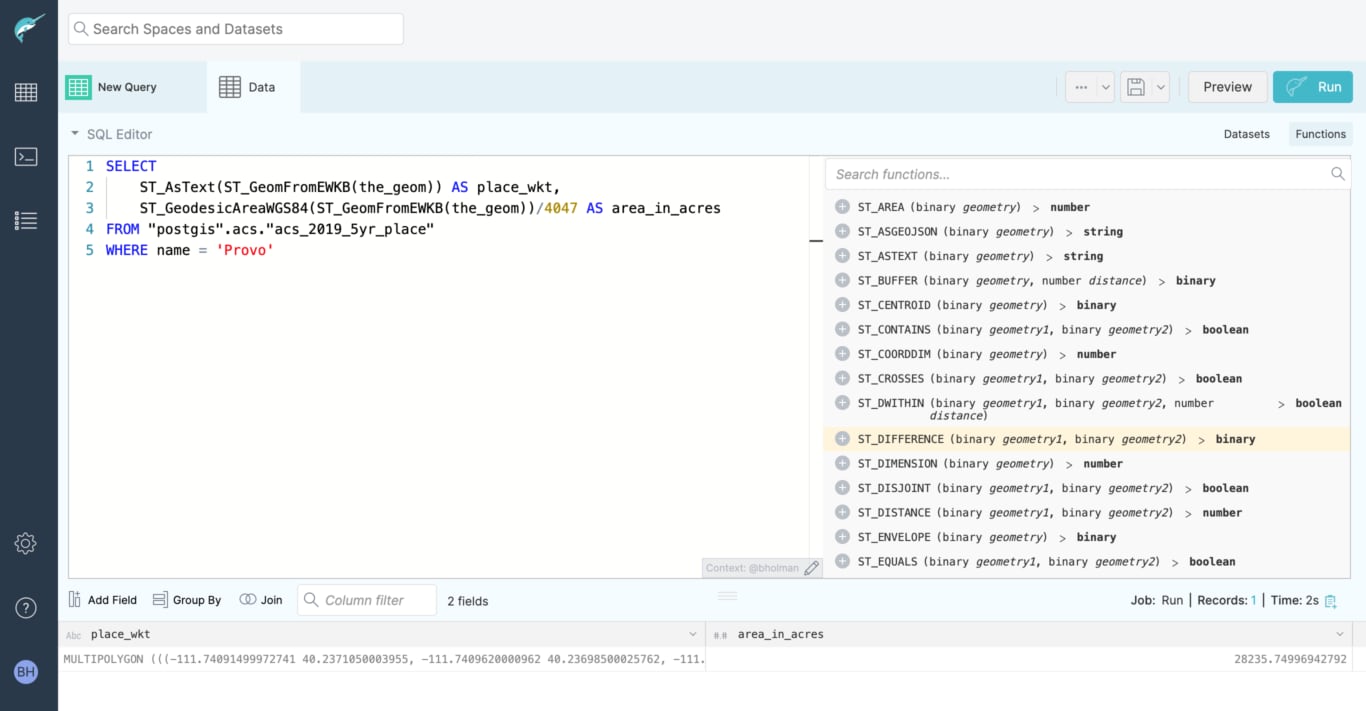 Search Spaces and Datasets
New Query
Data
Preview
Run
SQL Editor
Datasets
Functions
1 SELECT
2 ST_AsText(ST_GeomFromEWKB(the_geom)) AS place_wkt,
3 ST_GeodesicAreaWGS84(ST_GeomFromEWKB(the_geom))/4047 AS area_in_acres
4 FROM "postgis".acs."acs_2019_5yr_place"
5 WHERE name = 'Provo'
Context: @bholman
Search functions...
ST_AREA (binary geometry) > number
ST_ASGEOJSON (binary geometry) > string
ST_ASTEXT (binary geometry) > string
ST_BUFFER (binary geometry, number distance) > binary
ST_CENTROID (binary geometry) > binary
ST_CONTAINS (binary geometry1, binary geometry2) > boolean
ST_COORDDIM (binary geometry) > number
ST_CROSSES (binary geometry1, binary geometry2) > boolean
ST_DWITHIN (binary geometry1, binary geometry2, number > boolean
distance)
ST_DIFFERENCE (binary geometry1, binary geometry2) > binary
ST_DIMENSION (binary geometry) > number
ST_DISJOINT (binary geometry1, binary geometry2) > boolean
ST_DISTANCE (binary geometry1, binary geometry2) > number
ST_ENVELOPE (binary geometry) > binary
ST_EQUALS (binary geometry1, binary geometry2) > boolean
Add Field
Group By
Join
Column filter
2 fields
Job: Run | Records: 1 | Time: 2s
Abc place_wkt
#.# area_in_acres
MULTIPOLYGON (((-111.74091499972741 40.2371050003955, -111.7409620000962 40.23698500025762, -111.
28235.74996942792
?
BH